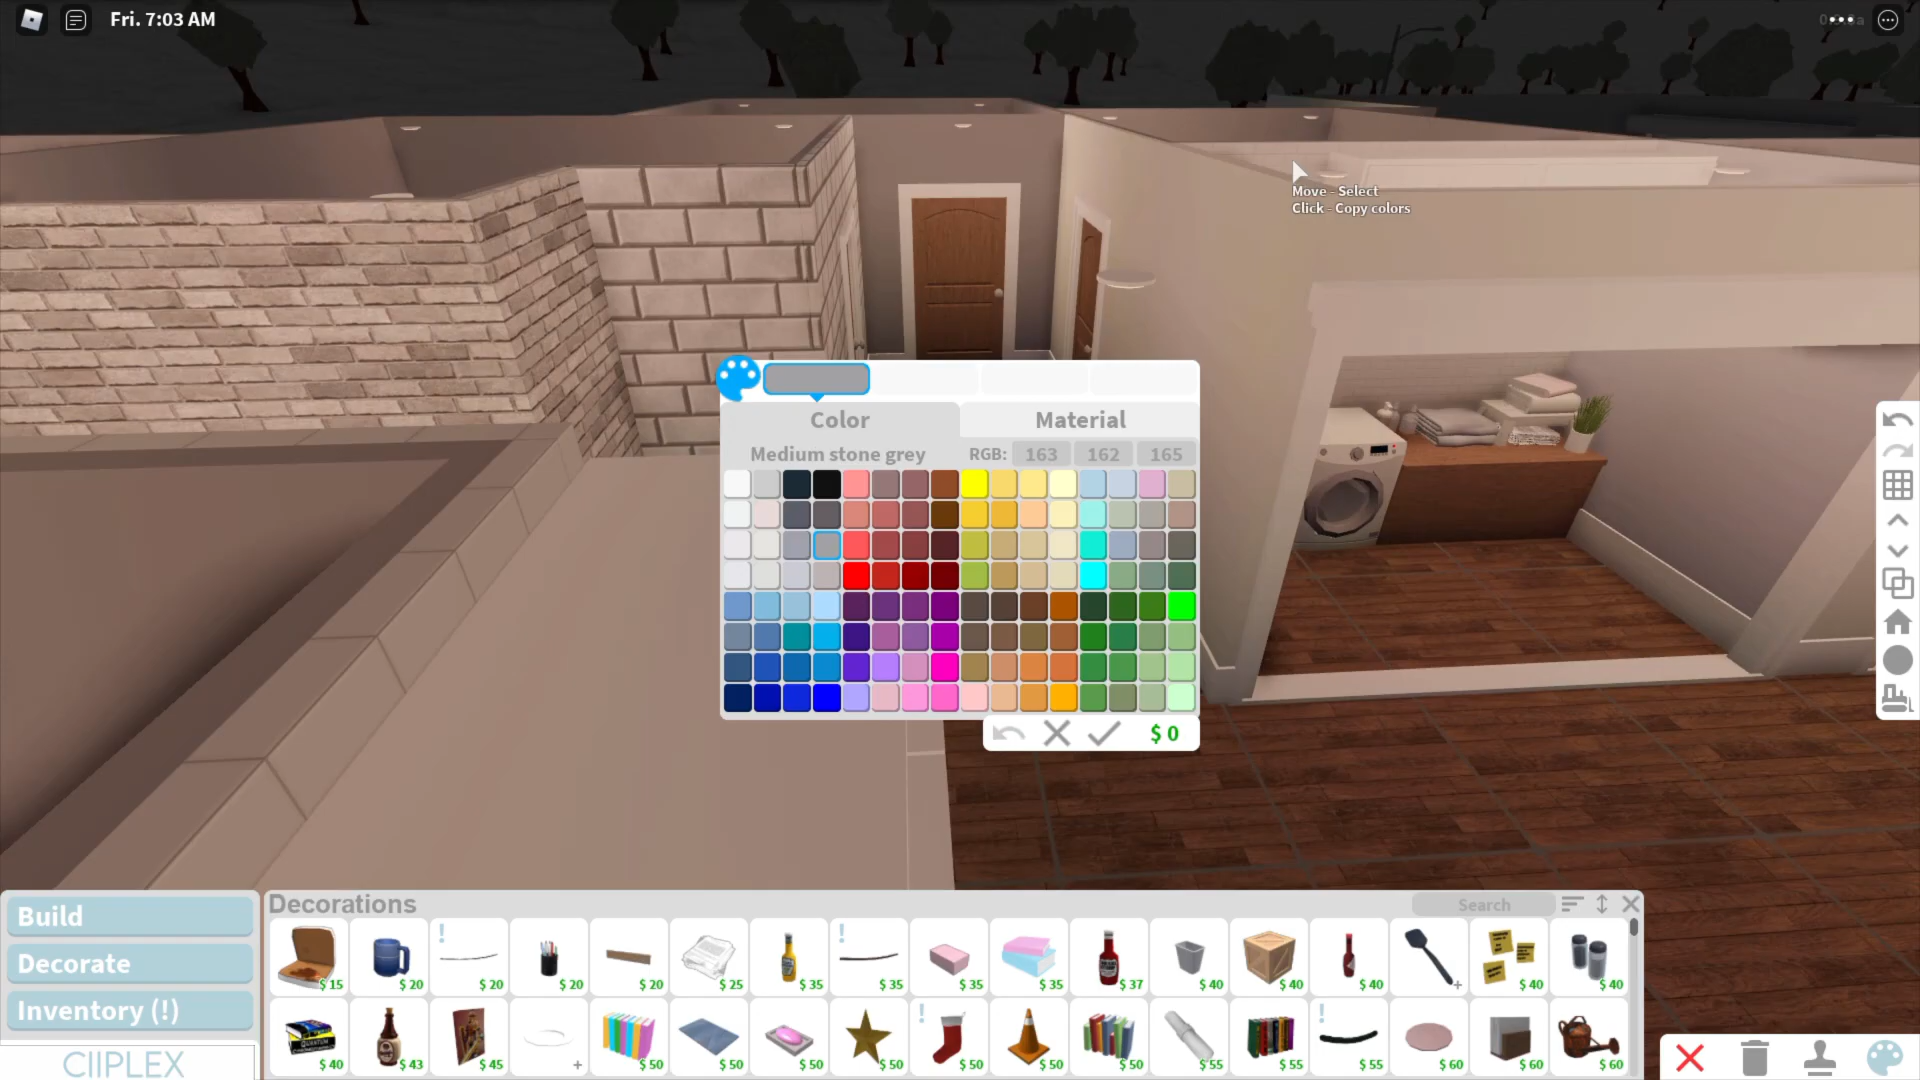 Fri. 7:03 AM
Move - Select
Click - Copy colors
Color
Material
Medium stone grey
RGB: 163 162 165
$ 0
Build
Decorate
Inventory (!)
CIIPLEX
Decorations
Search
! !
$ 15 $ 20 $ 20 $ 20 $ 20 $ 25 $ 35 $ 35 $ 35 $ 35 $ 37 $ 40 $ 40 $ 40 + $ 40 $ 40
! !
$ 40 $ 43 $ 45 + $ 50 $ 50 $ 50 $ 50 $ 50 $ 50 $ 50 $ 55 $ 55 $ 55 $ 60 $ 60 $ 60